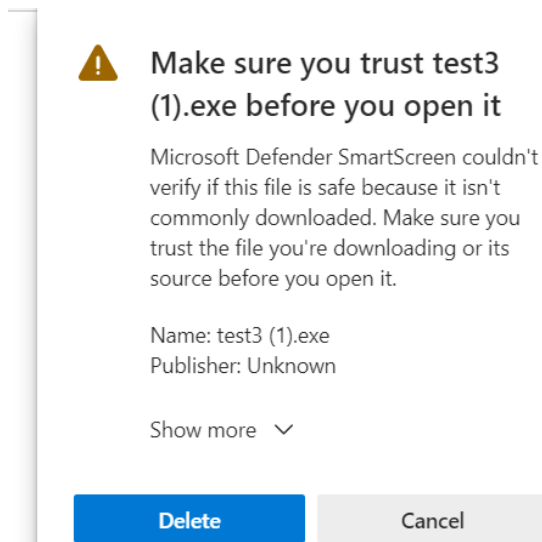 Make sure you trust test3
(1).exe before you open it
Microsoft Defender SmartScreen couldn't
verify if this file is safe because it isn't
commonly downloaded. Make sure you
trust the file you're downloading or its
source before you open it.
Name: test3 (1).exe
Publisher: Unknown
Show more
Delete
Cancel